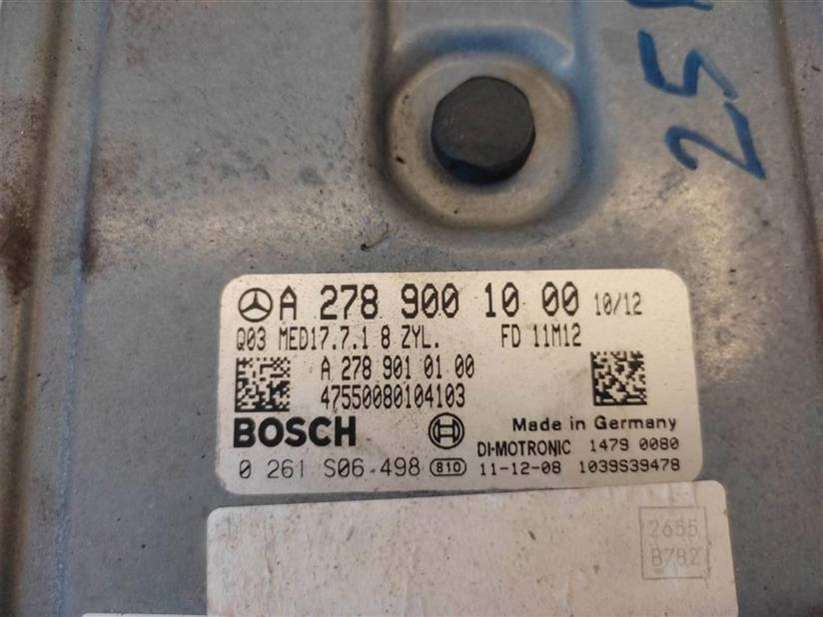 25
A 278 900 10 00 10/12
Q03 MED17.7.1 8 ZYL. FD 11M12
A 278 901 01 00
47550080104103
BOSCH Made in Germany
DI-MOTRONIC 1479 0080
0 261 S06 498 810 11-12-08 1039S39478
2655
B782